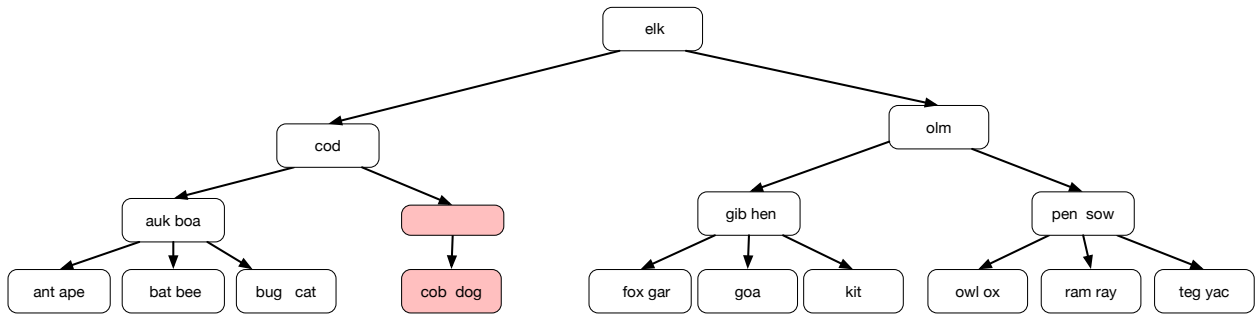 elk
cod
olm
auk boa
gib hen
pen sow
ant ape
bat bee
bug cat
cob dog
fox gar
goa
kit
owl ox
ram ray
teg yac